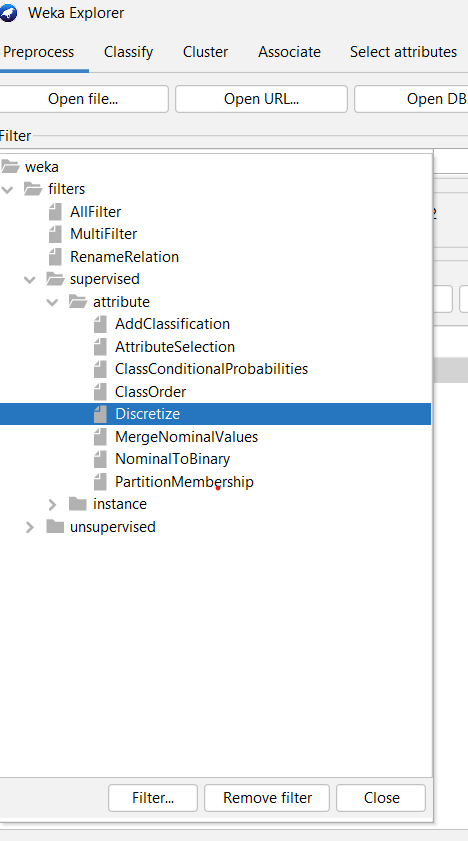 Weka Explorer
Preprocess Classify Cluster Associate Select attributes
Open file... Open URL... Open DB
Filter
weka
filters
AllFilter
MultiFilter
RenameRelation
supervised
attribute
AddClassification
AttributeSelection
ClassConditionalProbabilities
ClassOrder
Discretize
MergeNominalValues
NominalToBinary
PartitionMembership
instance
unsupervised
Filter... Remove filter Close